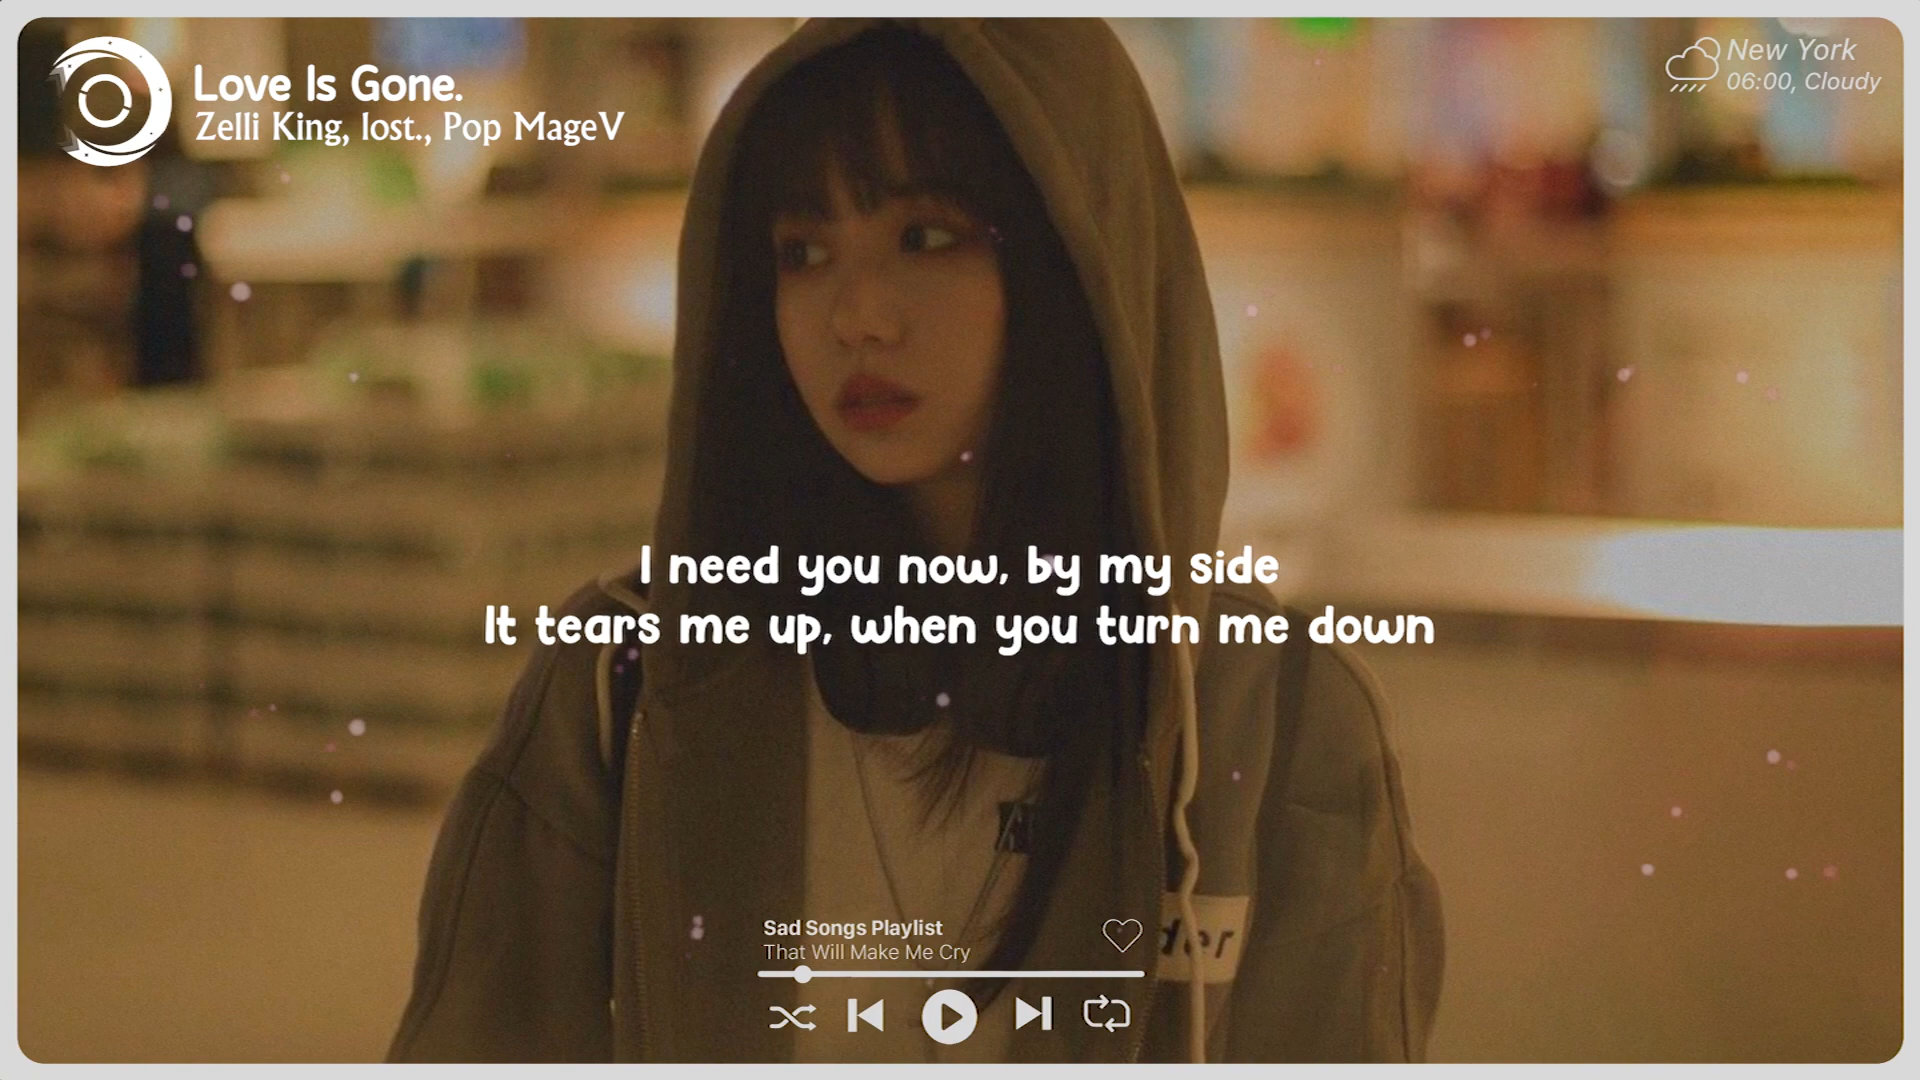 Love Is Gone.
Zelli King, lost., Pop MageV
New York
06:00, Cloudy
I need you now, by my side
It tears me up, when you turn me down
der
Sad Songs Playlist
That Will Make Me Cry